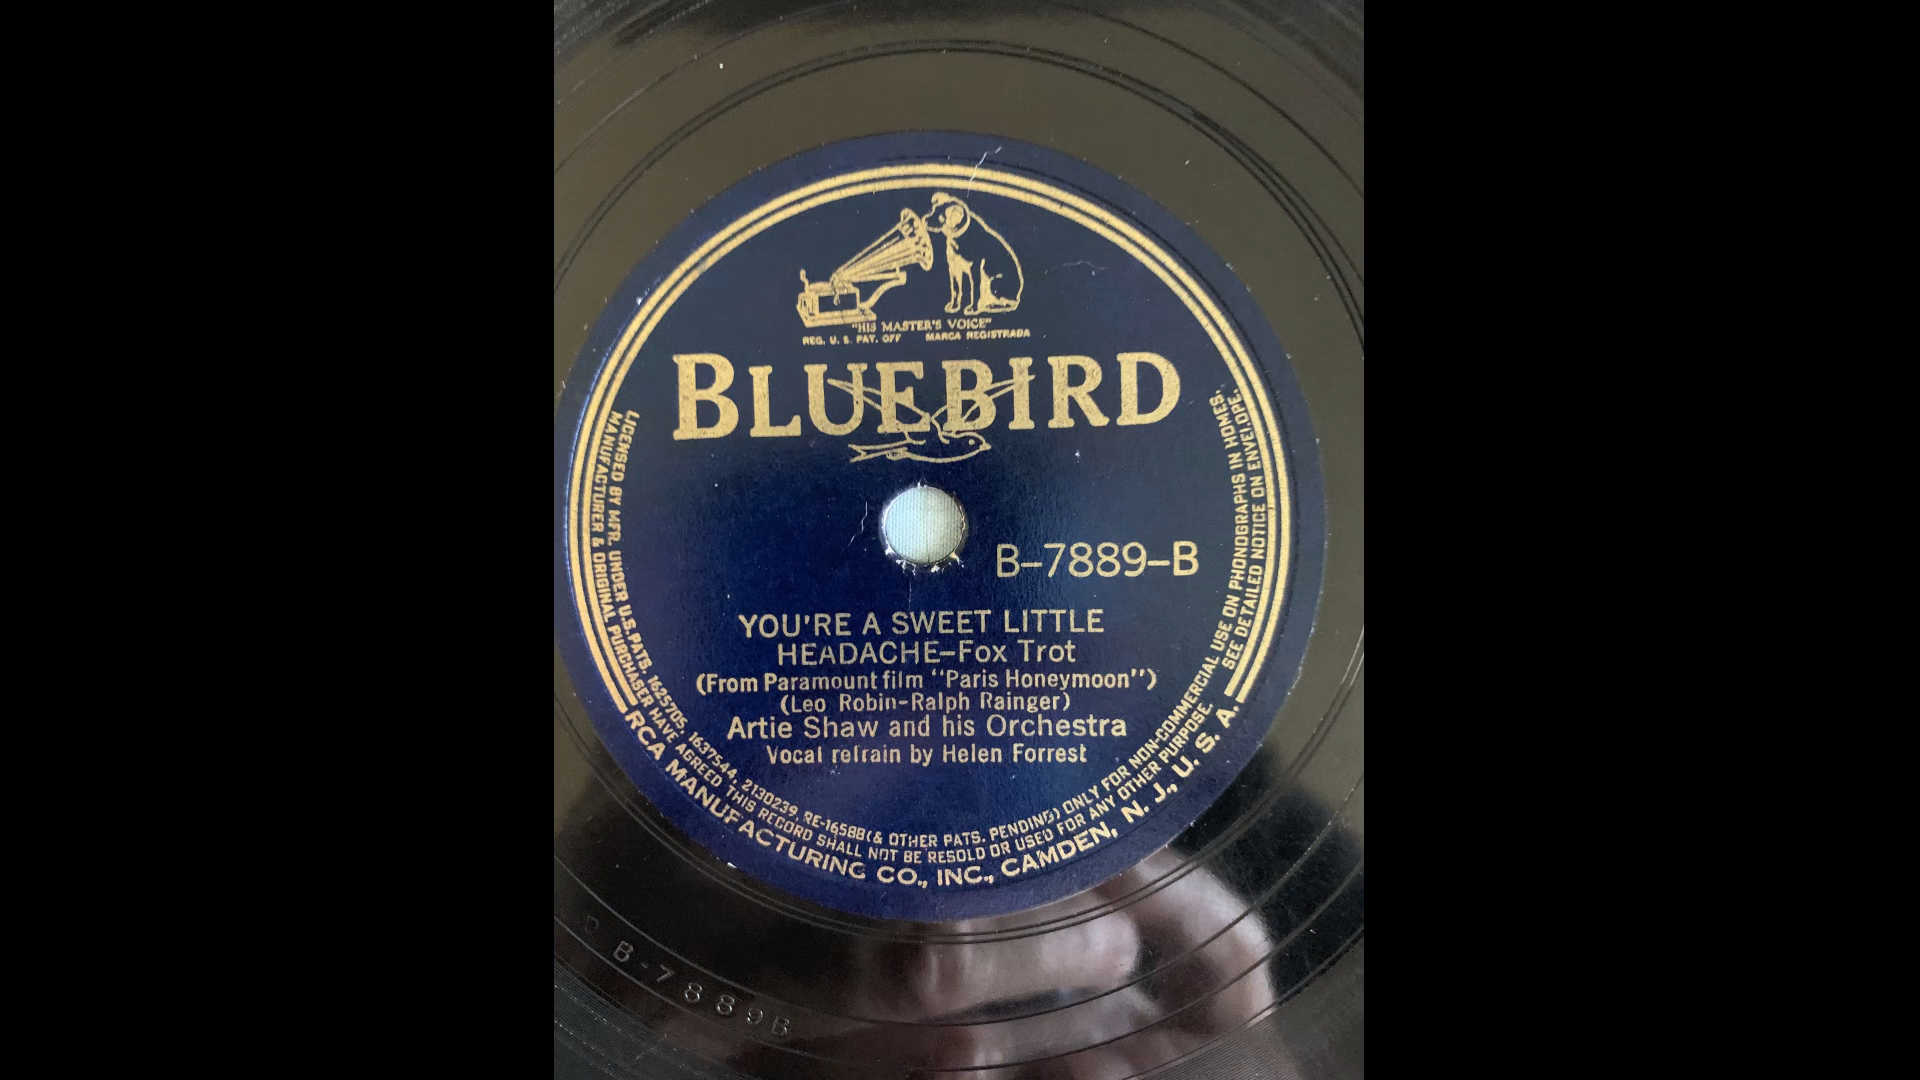 "HIS MASTER'S VOICE"
REG. U. S. PAT. OFF MARCA REGISTRADA
BLUEBIRD
B-7889-B
YOU'RE A SWEET LITTLE
HEADACHE-Fox Trot
(From Paramount film "Paris Honeymoon")
(Leo Robin-Ralph Rainger)
Artie Shaw and his Orchestra
Vocal refrain by Helen Forrest
LICENSED BY MFR. UNDER U.S. PATS. 1625705, 1637544, 2130239, RE-16588 (& OTHER PATS. PENDING) ONLY FOR NON-COMMERCIAL USE ON PHONOGRAPHS IN HOMES.
MANUFACTURER & ORIGINAL PURCHASER HAVE AGREED THIS RECORD SHALL NOT BE RESOLD OR USED FOR ANY OTHER PURPOSE. SEE DETAILED NOTICE ON ENVELOPE.
RCA MANUFACTURING CO., INC., CAMDEN, N. J., U. S. A.
B-7889B